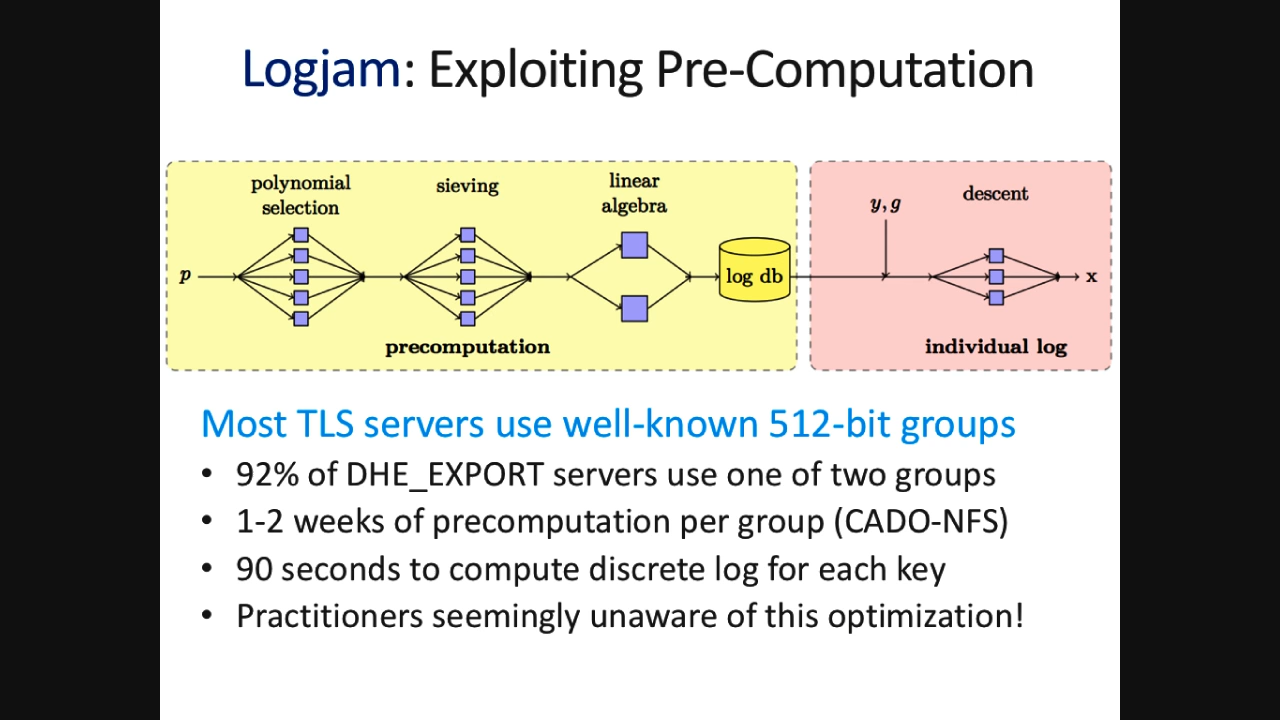 Logjam: Exploiting Pre-Computation
polynomial
selection
sieving
linear
algebra
p
log db
precomputation
y, g
descent
x
individual log
Most TLS servers use well-known 512-bit groups
• 92% of DHE_EXPORT servers use one of two groups
• 1-2 weeks of precomputation per group (CADO-NFS)
• 90 seconds to compute discrete log for each key
• Practitioners seemingly unaware of this optimization!